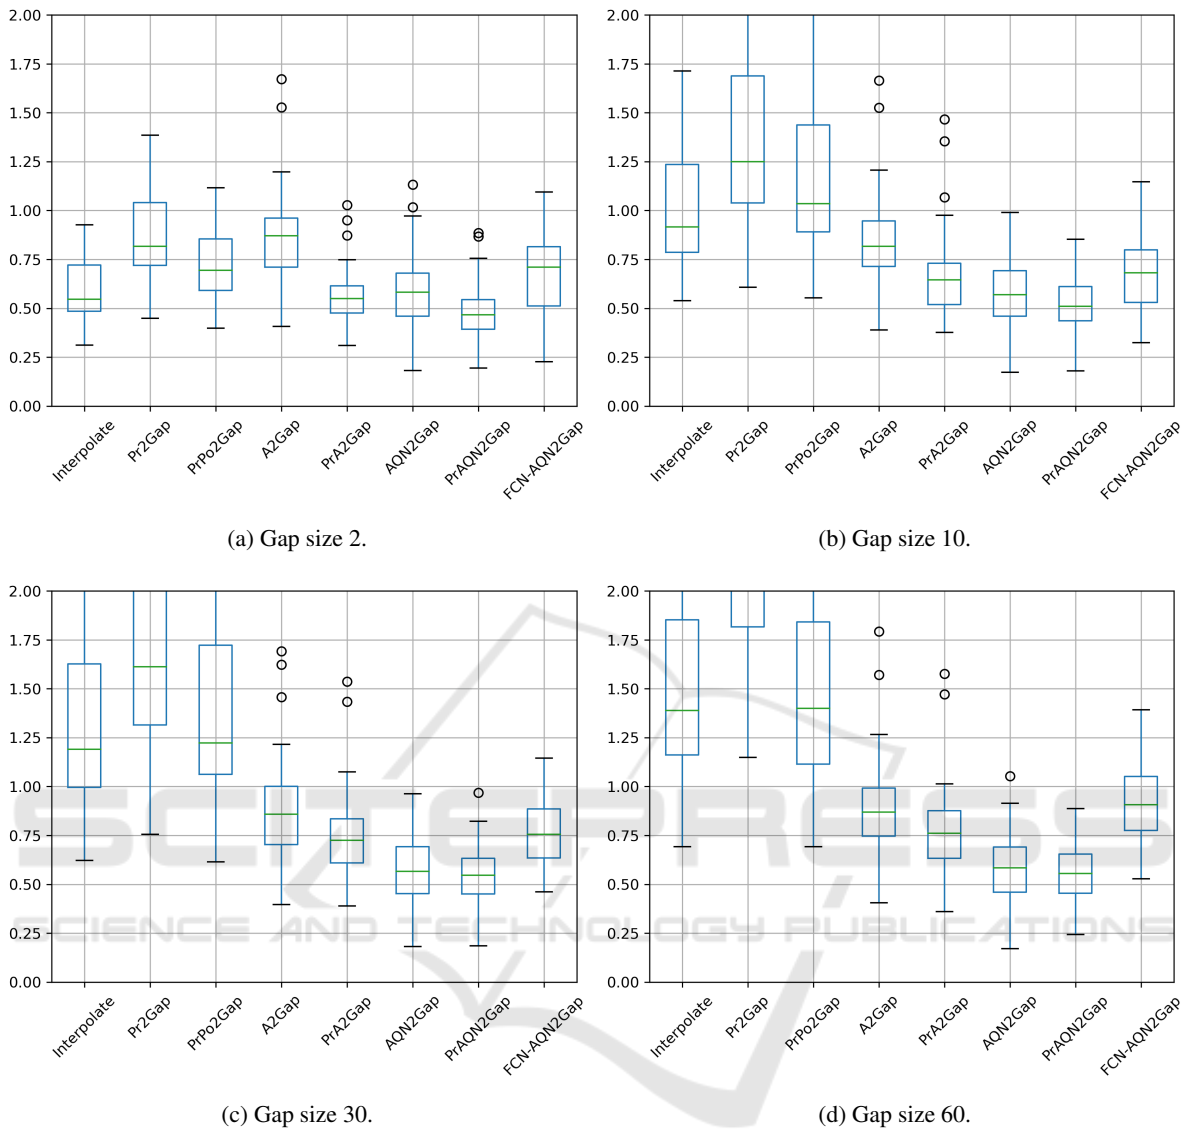 2.00
1.75
1.50
1.25
1.00
0.75
0.50
0.25
0.00
Interpolate
Pr2Gap
PrPo2Gap
A2Gap
PrA2Gap
AQN2Gap
PrAQN2Gap
FCN-AQN2Gap
(a) Gap size 2.
2.00
1.75
1.50
1.25
1.00
0.75
0.50
0.25
0.00
Interpolate
Pr2Gap
PrPo2Gap
A2Gap
PrA2Gap
AQN2Gap
PrAQN2Gap
FCN-AQN2Gap
(b) Gap size 10.
2.00
1.75
1.50
1.25
1.00
0.75
0.50
0.25
0.00
Interpolate
Pr2Gap
PrPo2Gap
A2Gap
PrA2Gap
AQN2Gap
PrAQN2Gap
FCN-AQN2Gap
(c) Gap size 30.
2.00
1.75
1.50
1.25
1.00
0.75
0.50
0.25
0.00
Interpolate
Pr2Gap
PrPo2Gap
A2Gap
PrA2Gap
AQN2Gap
PrAQN2Gap
FCN-AQN2Gap
(d) Gap size 60.
SCITEPRESS
SCIENCE AND TECHNOLOGY PUBLICATIONS